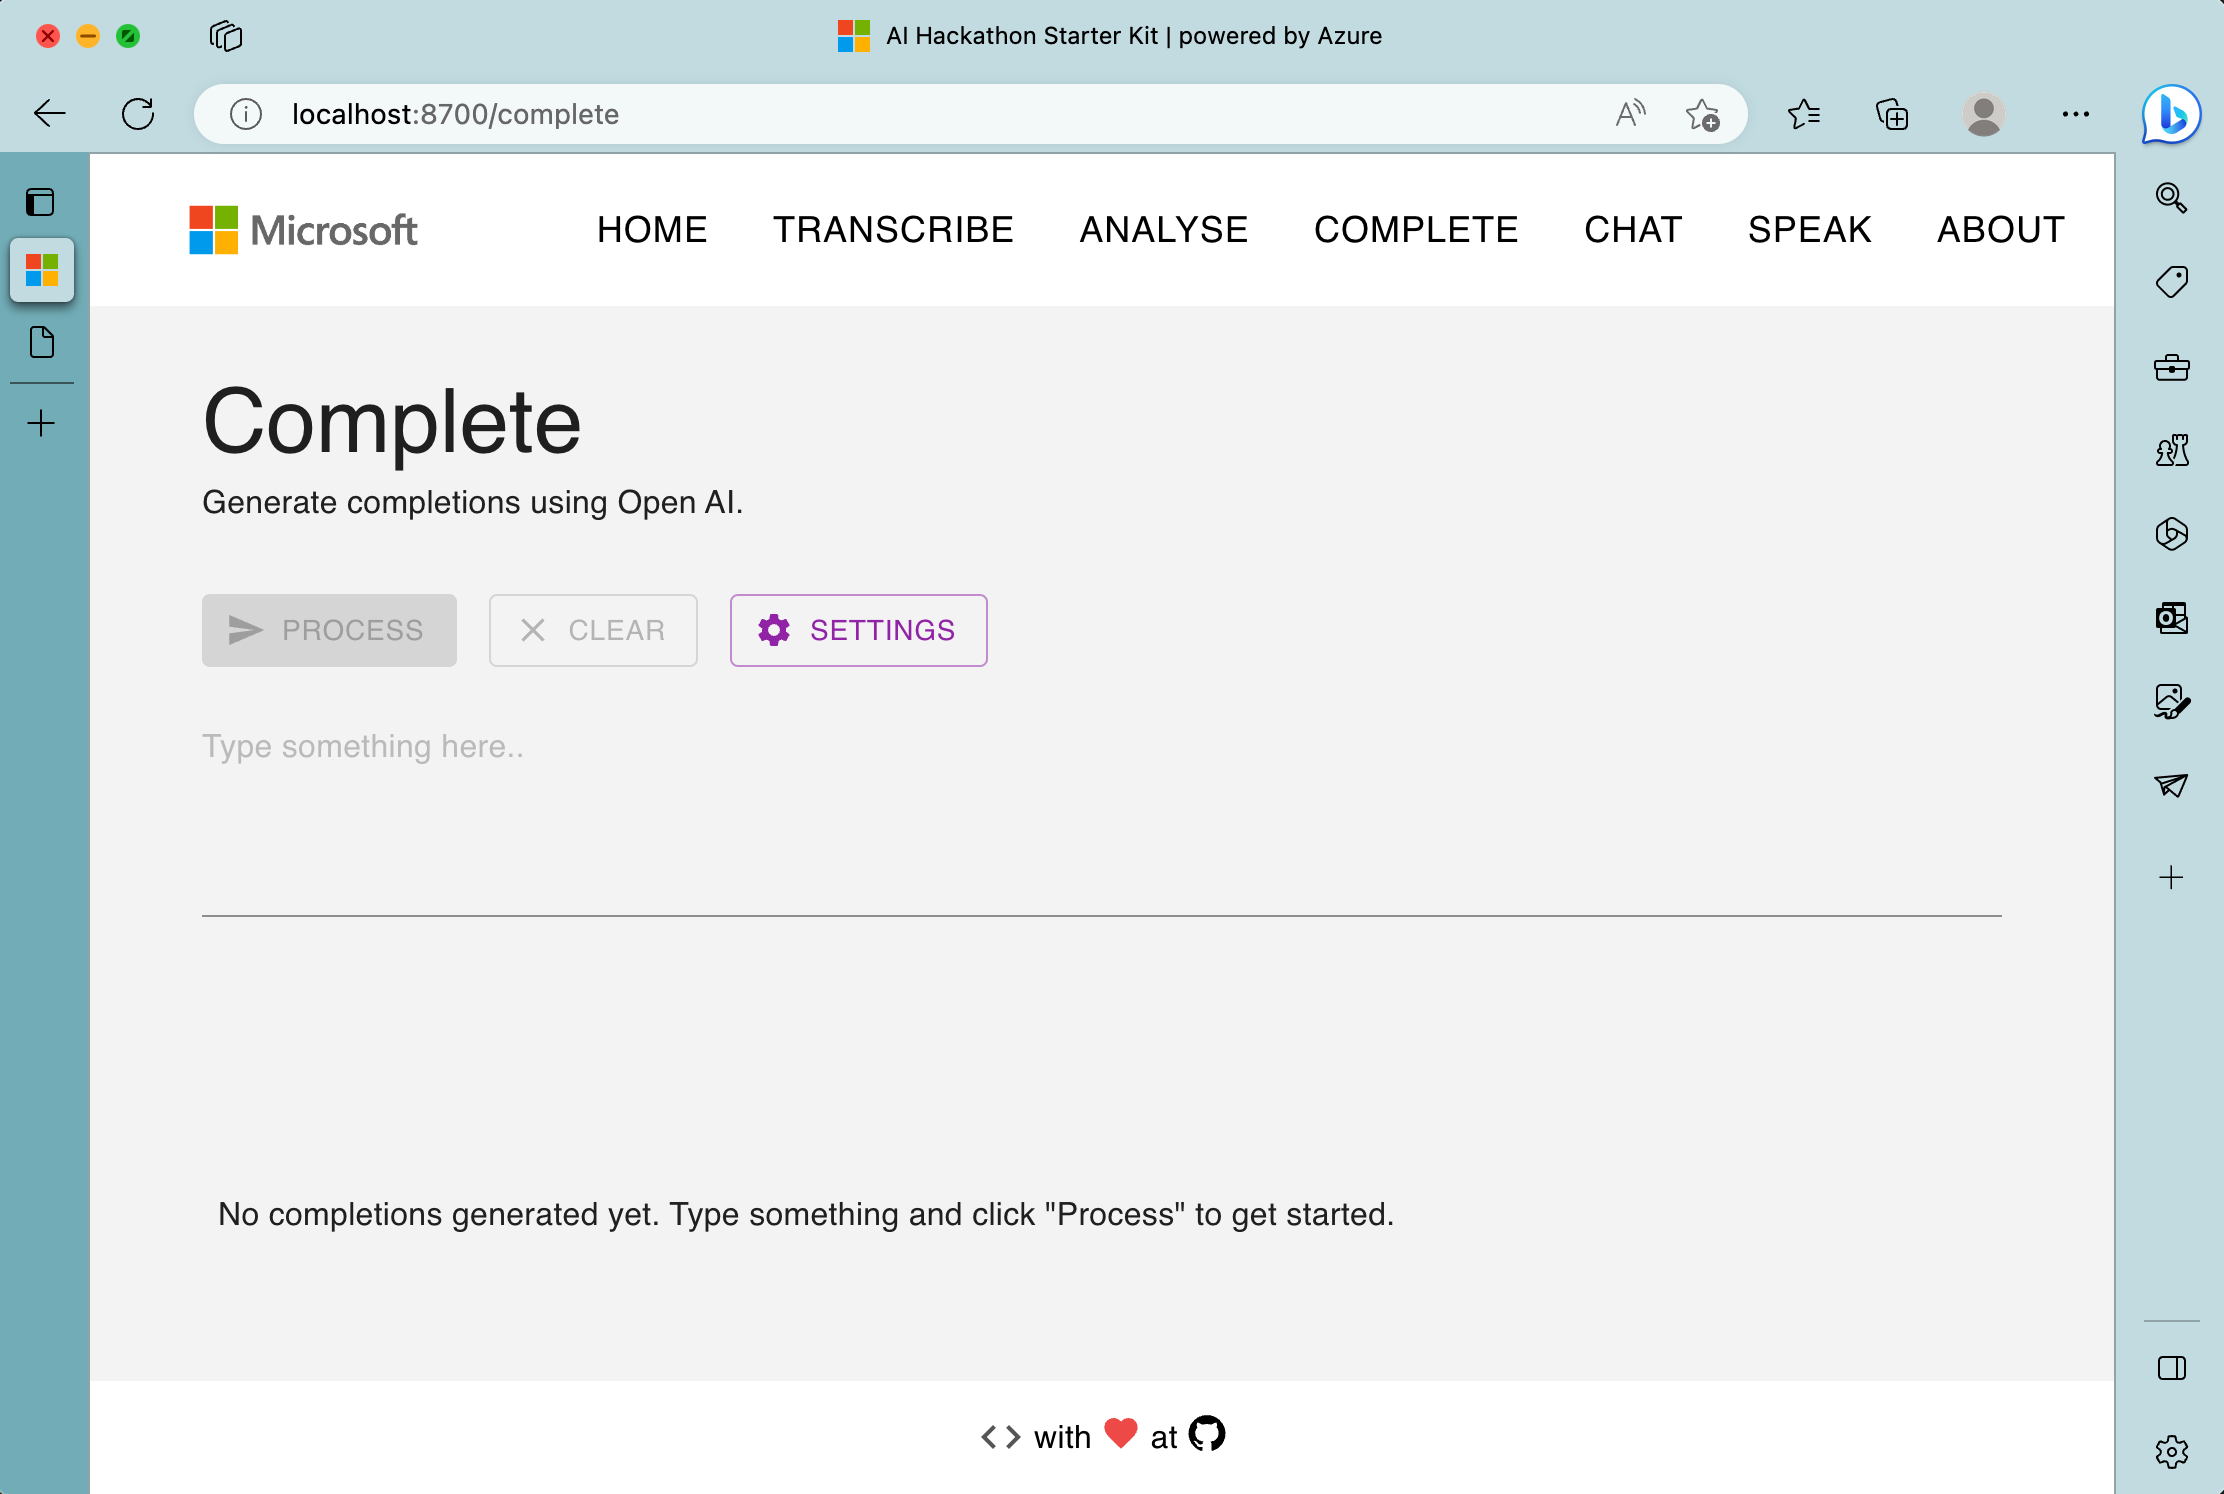 AI Hackathon Starter Kit | powered by Azure
localhost:8700/complete
Microsoft
HOME TRANSCRIBE ANALYSE COMPLETE CHAT SPEAK ABOUT
Complete
Generate completions using Open AI.
PROCESS CLEAR SETTINGS
Type something here..
No completions generated yet. Type something and click "Process" to get started.
<> with ❤ at